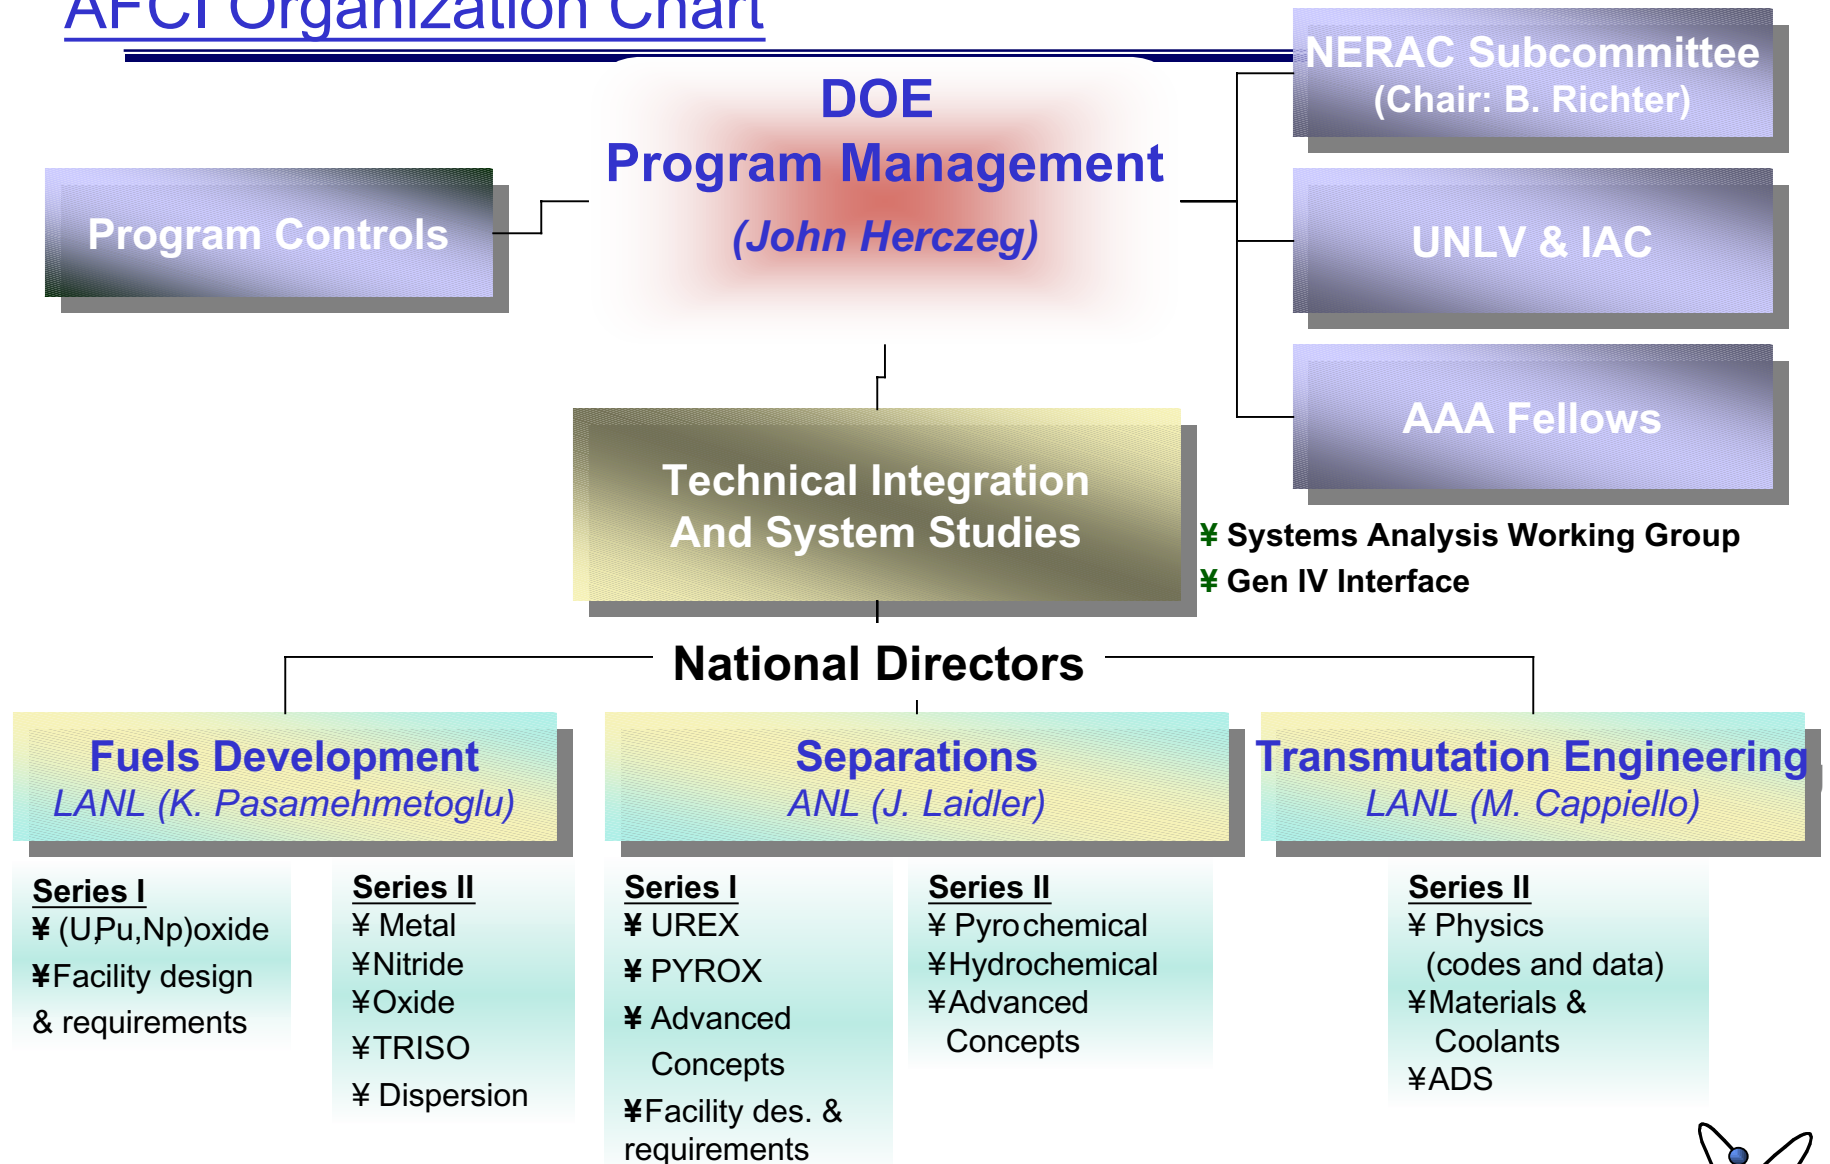 AFCI Organization Chart
DOE
Program Management
(John Herczeg)
Program Controls
NERAC Subcommittee
(Chair: B. Richter)
UNLV & IAC
AAA Fellows
Technical Integration
And System Studies
¥ Systems Analysis Working Group
¥ Gen IV Interface
National Directors
Fuels Development
LANL (K. Pasamehmetoglu)
Series I
¥ (U,Pu,Np)oxide
¥Facility design
& requirements
Series II
¥ Metal
¥Nitride
¥Oxide
¥TRISO
¥ Dispersion
Separations
ANL (J. Laidler)
Series I
¥ UREX
¥ PYROX
¥ Advanced
Concepts
¥Facility des. &
requirements
Series II
¥ Pyrochemical
¥Hydrochemical
¥Advanced
Concepts
Transmutation Engineering
LANL (M. Cappiello)
Series II
¥ Physics
(codes and data)
¥Materials &
Coolants
¥ADS